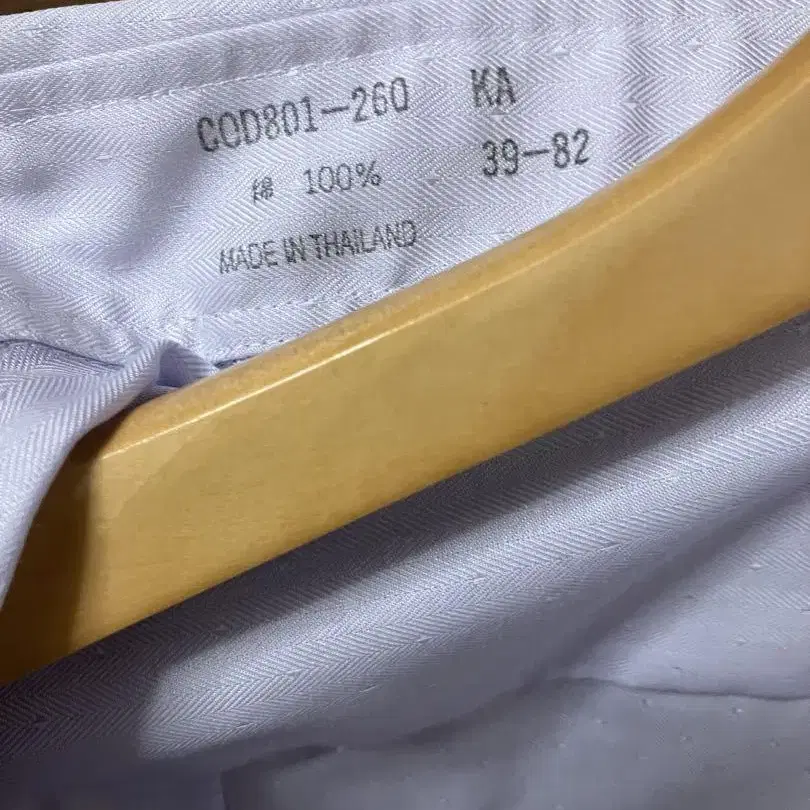 COD801-260 KA
綿 100% 39-82
MADE IN THAILAND